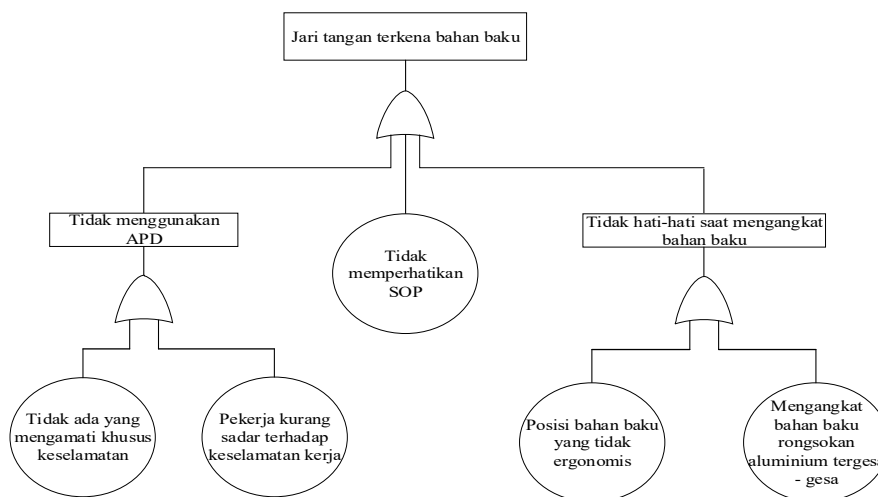 Jari tangan terkena bahan baku
Tidak menggunakan
APD
Tidak hati-hati saat mengangkat
bahan baku
Tidak
memperhatikan
SOP
Tidak ada yang
mengamati khusus
keselamatan
Pekerja kurang
sadar terhadap
keselamatan kerja
Posisi bahan baku
yang tidak
ergonomis
Mengangkat
bahan baku
rongsokan
aluminium tergesa
- gesa